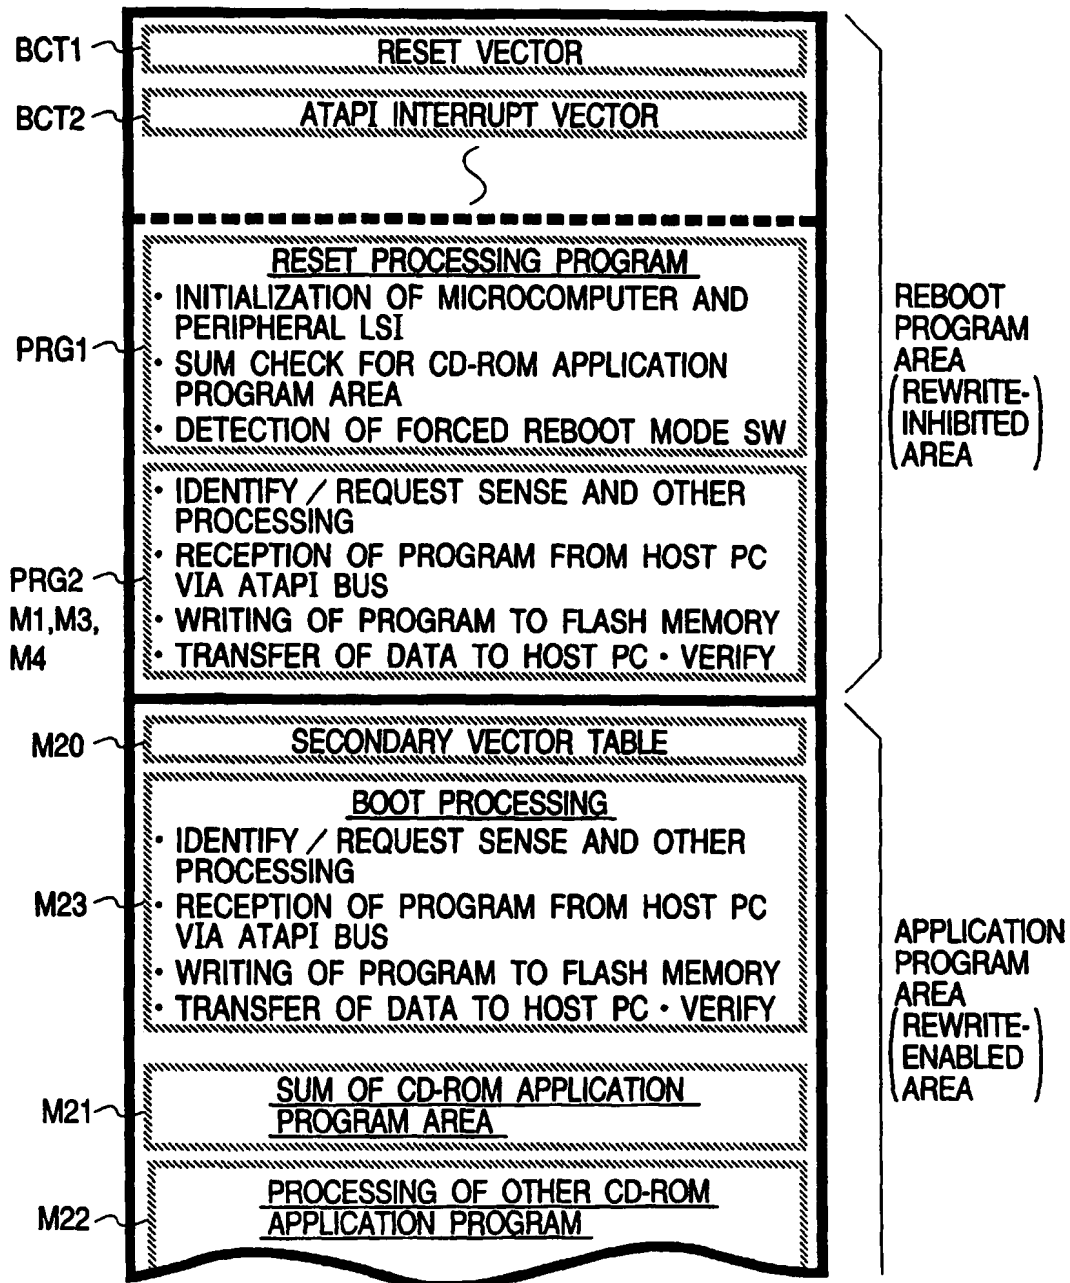 BCT1
RESET VECTOR
BCT2
ATAPI INTERRUPT VECTOR
PRG1
RESET PROCESSING PROGRAM
· INITIALIZATION OF MICROCOMPUTER AND
PERIPHERAL LSI
· SUM CHECK FOR CD-ROM APPLICATION
PROGRAM AREA
· DETECTION OF FORCED REBOOT MODE SW
PRG2
M1,M3,
M4
· IDENTIFY / REQUEST SENSE AND OTHER
PROCESSING
· RECEPTION OF PROGRAM FROM HOST PC
VIA ATAPI BUS
· WRITING OF PROGRAM TO FLASH MEMORY
· TRANSFER OF DATA TO HOST PC · VERIFY
REBOOT
PROGRAM
AREA
(REWRITE-
INHIBITED
AREA)
M20
SECONDARY VECTOR TABLE
M23
BOOT PROCESSING
· IDENTIFY / REQUEST SENSE AND OTHER
PROCESSING
· RECEPTION OF PROGRAM FROM HOST PC
VIA ATAPI BUS
· WRITING OF PROGRAM TO FLASH MEMORY
· TRANSFER OF DATA TO HOST PC · VERIFY
M21
SUM OF CD-ROM APPLICATION
PROGRAM AREA
M22
PROCESSING OF OTHER CD-ROM
APPLICATION PROGRAM
APPLICATION
PROGRAM
AREA
(REWRITE-
ENABLED
AREA)